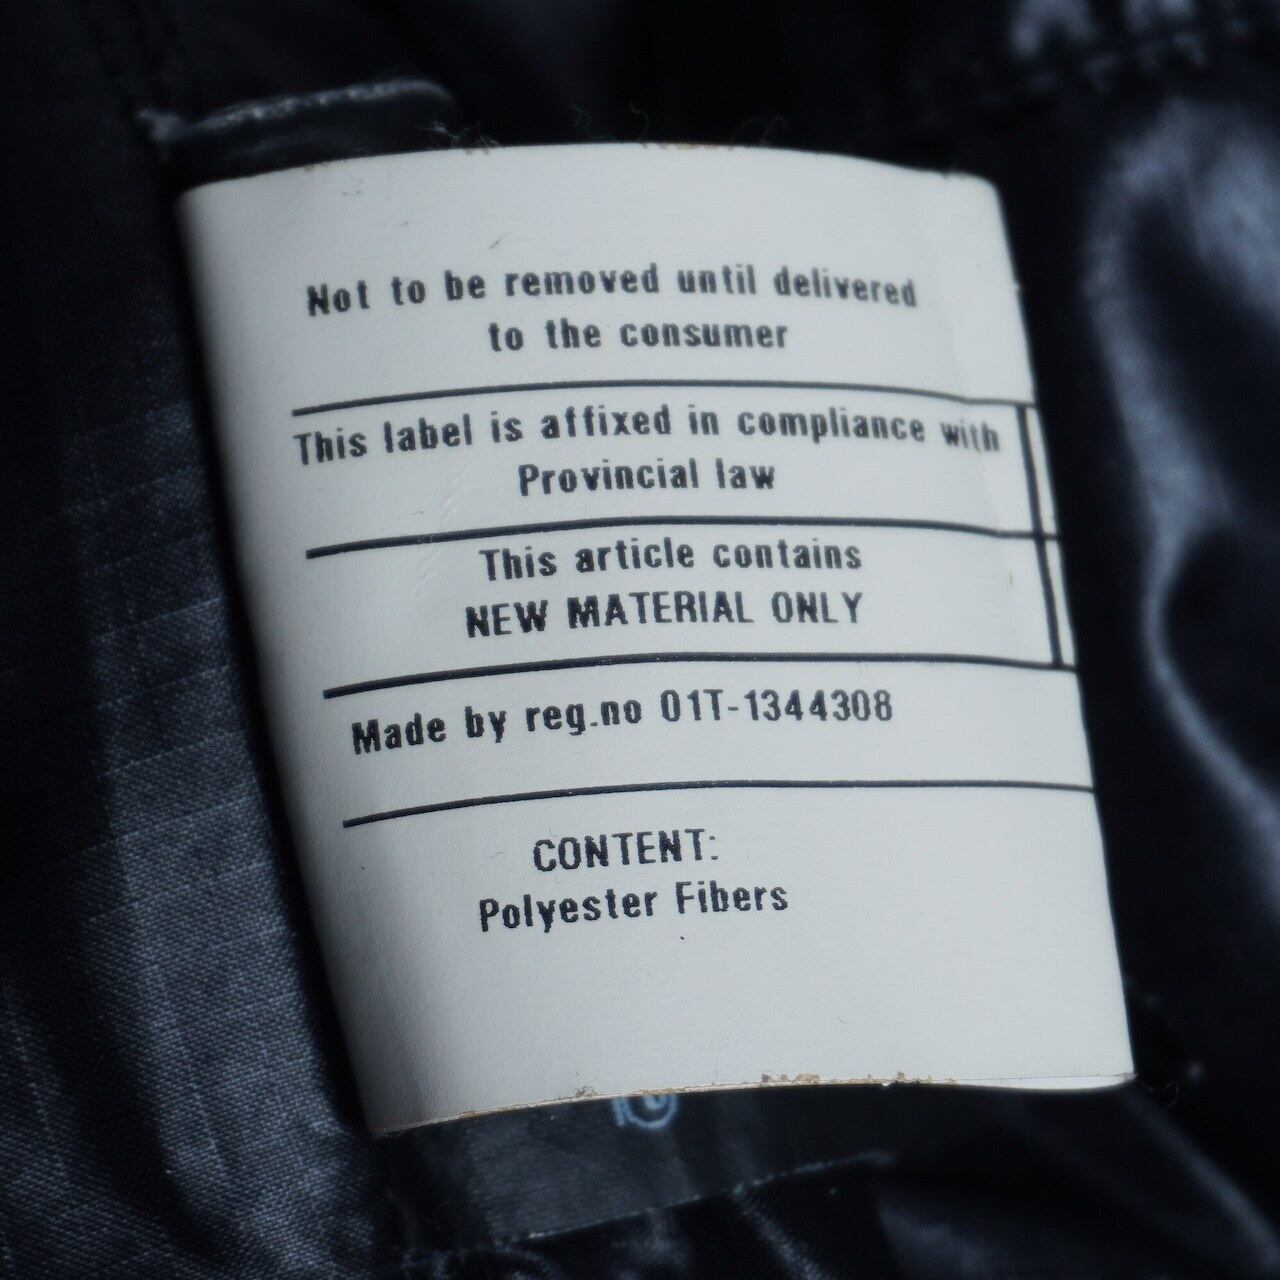 Not to be removed until delivered
to the consumer
This label is affixed in compliance with
Provincial law
This article contains
NEW MATERIAL ONLY
Made by reg.no 01T-1344308
CONTENT:
Polyester Fibers